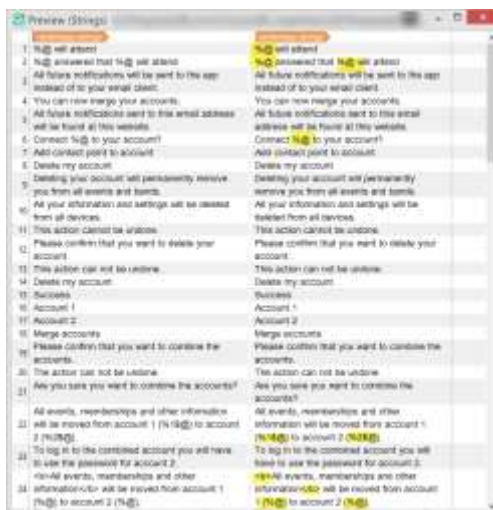 Preview (Strings)
1 %@ will attend %@ will attend
2 %@ answered that %@ will attend %@ answered that %@ will attend
All future notifications will be sent to the app All future notifications will be sent to the app
3 instead of to your email client. instead of to your email client.
4 You can now merge your accounts. You can now merge your accounts.
All future notifications sent to this email address All future notifications sent to this email
5 will be found at this website. address will be found at this website.
6 Connect %@ to your account? Connect %@ to your account?
7 Add contact point to account Add contact point to account
8 Delete my account Delete my account
Deleting your account will permanently remove Deleting your account will permanently
9 you from all events and bands. remove you from all events and bands.
All your information and settings will be deleted All your information and settings will be
10 from all devices. deleted from all devices.
11 This action cannot be undone. This action cannot be undone.
Please confirm that you want to delete your Please confirm that you want to delete your
12 account account
13 This action can not be undone. This action can not be undone.
14 Delete my account Delete my account
15 Success Success
16 Account 1 Account 1
17 Account 2 Account 2
18 Merge accounts Merge accounts
Please confirm that you want to combine the Please confirm that you want to combine the
19 accounts. accounts.
20 The action can not be undone The action can not be undone
21 Are you sure you want to combine the accounts? Are you sure you want to combine the
accounts?
All events, memberships and other information All events, memberships and other
22 will be moved from account 1 (%1$@) to account information will be moved from account 1
2 (%2$@). (%1$@) to account 2 (%2$@).
To log in to the combined account you will have To log in to the combined account you will
23 to use the password for account 2. have to use the password for account 2.
<b>All events, memberships and other <b>All events, memberships and other
24 information</b> will be moved from account 1 information</b> will be moved from account
(%@) to account 2 (%@). 1 (%@) to account 2 (%@).